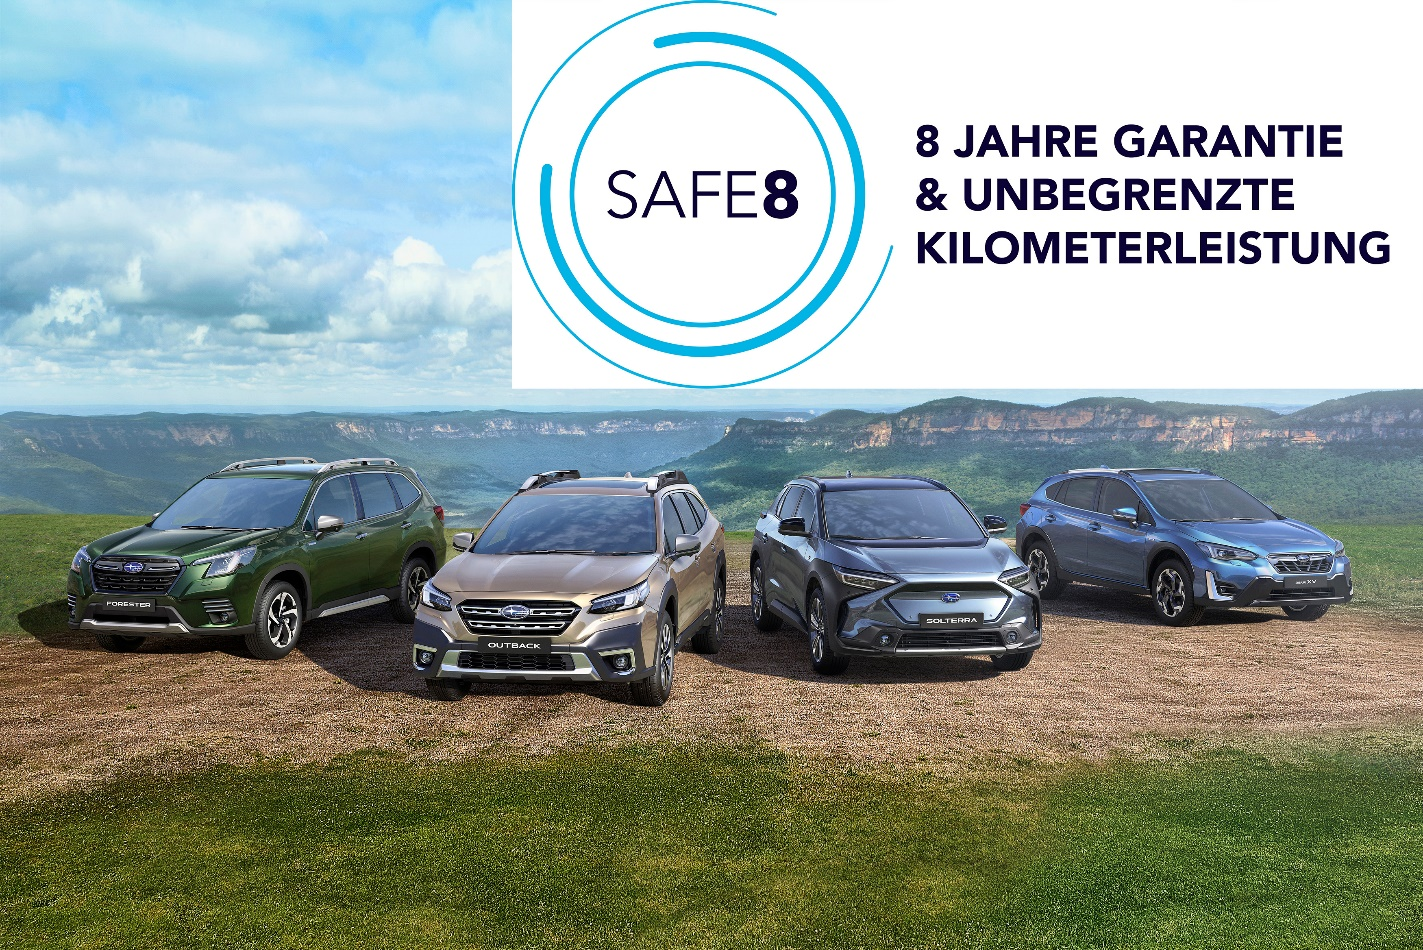 SAFE8
8 JAHRE GARANTIE
& UNBEGRENZTE
KILOMETERLEISTUNG
FORESTER
OUTBACK
SOLTERRA